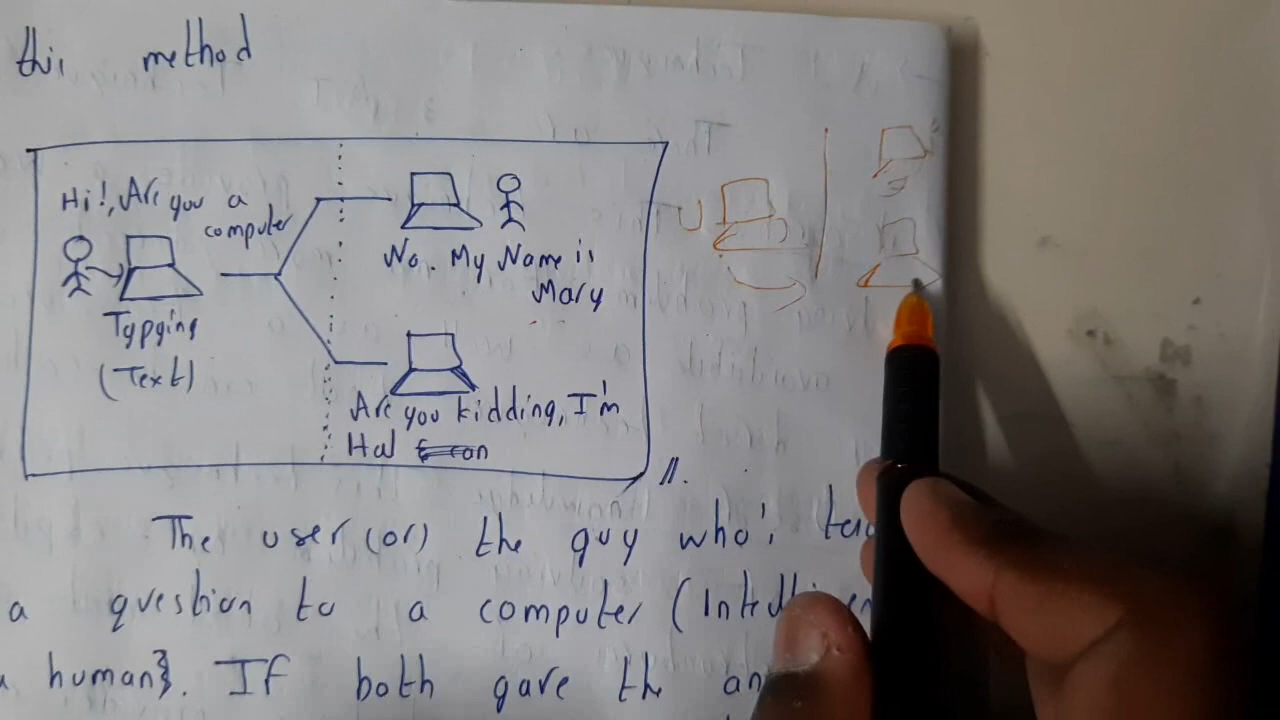 this method
Hi!, Are you a
computer
No. My Name is
Mary
Typging
(Text)
U
Are you kidding, I'm
Hal
The user (or) the guy who's
a question to a computer
human}. If both gave the